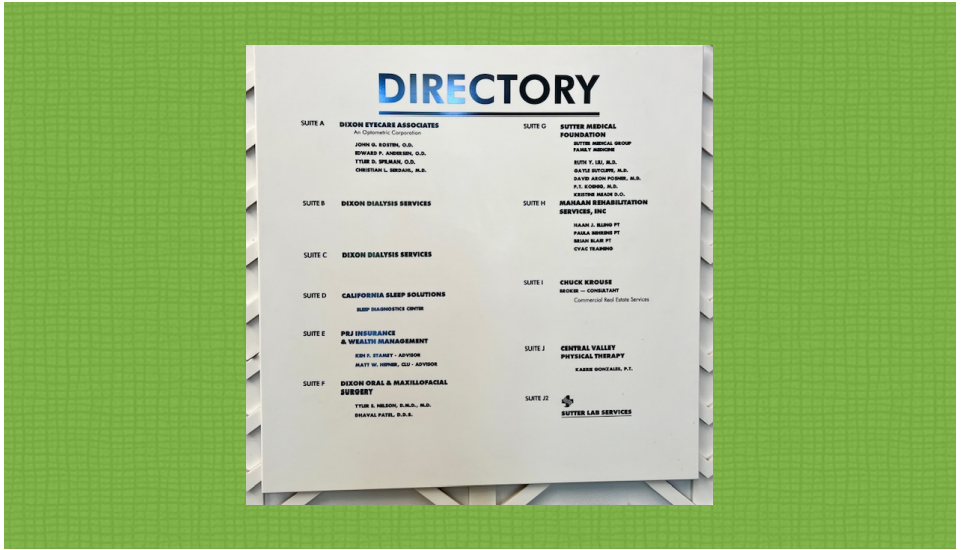 DIRECTORY
SUITE A
DIXON EYECARE ASSOCIATES
An Optometric Corporation
JOHN G. ROSTEN, O.D.
EDWARD P. ANDERSEN, O.D.
TYLER D. SPILMAN, O.D.
CHRISTIAN L. SERDAHL, M.D.
SUITE B
DIXON DIALYSIS SERVICES
SUITE C
DIXON DIALYSIS SERVICES
SUITE D
CALIFORNIA SLEEP SOLUTIONS
SLEEP DIAGNOSTICS CENTER
SUITE E
PRJ INSURANCE
& WEALTH MANAGEMENT
KEN F. STAMEY - ADVISOR
MATT W. HEFNER, CLU - ADVISOR
SUITE F
DIXON ORAL & MAXILLOFACIAL
SURGERY
TYLER E. NELSON, D.M.D., M.D.
DHAVAL PATEL, D.D.S.
SUITE G
SUTTER MEDICAL
FOUNDATION
SUTTER MEDICAL GROUP
FAMILY MEDICINE
RUTH Y. LIU, M.D.
GAYLE SUTCLIFFE, M.D.
DAVID ARON POSNER, M.D.
P.T. KOENIG, M.D.
KRISTINE MEADE D.O.
SUITE H
MAHAAN REHABILITATION
SERVICES, INC
HAAN J. ELLING PT
PAULA BEHRENS PT
BRIAN BLAIR PT
CVAC TRAINING
SUITE I
CHUCK KROUSE
BROKER — CONSULTANT
Commercial Real Estate Services
SUITE J
CENTRAL VALLEY
PHYSICAL THERAPY
KARRIE GONZALES, P.T.
SUITE J2
SUTTER LAB SERVICES